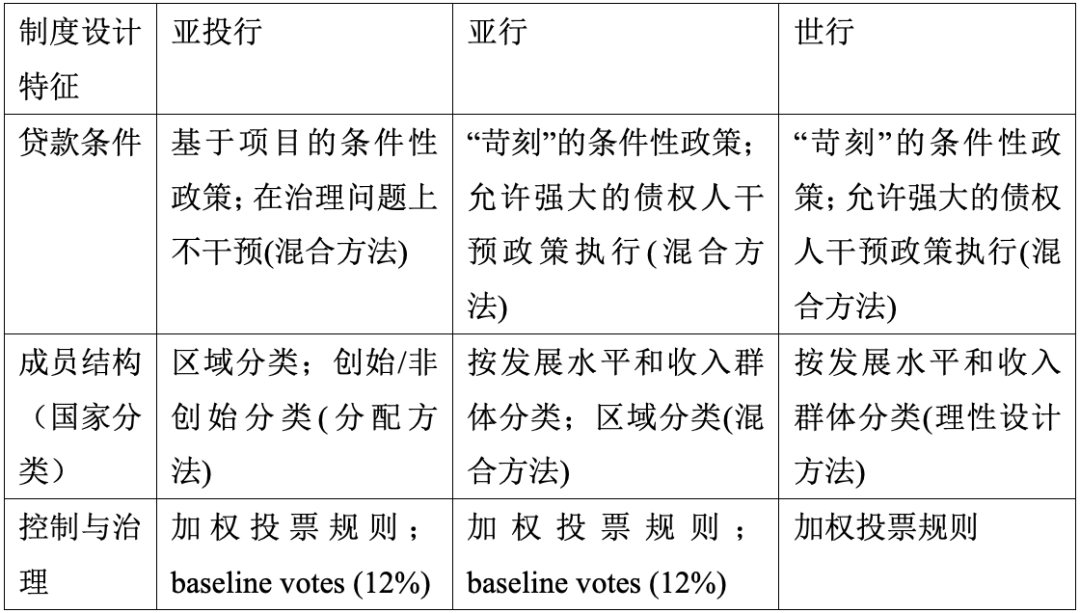 制度设计 亚投行 亚行 世行
特征
贷款条件 基于项目的条件性 “苛刻”的条件性政策; “苛刻”的条件性政
政策;在治理问题上 允许强大的债权人干 策;允许强大的债权
不干预(混合方法) 预政策执行(混合方 人干预政策执行(混
法) 合方法)
成员结构 区域分类；创始/非 按发展水平和收入群 按发展水平和收入
（国家分 创始分类(分配方 体分类；区域分类(混 群体分类(理性设计
类） 法) 合方法) 方法)
控制与治 加权投票规则； 加权投票规则； 加权投票规则
理 baseline votes (12%) baseline votes (12%)